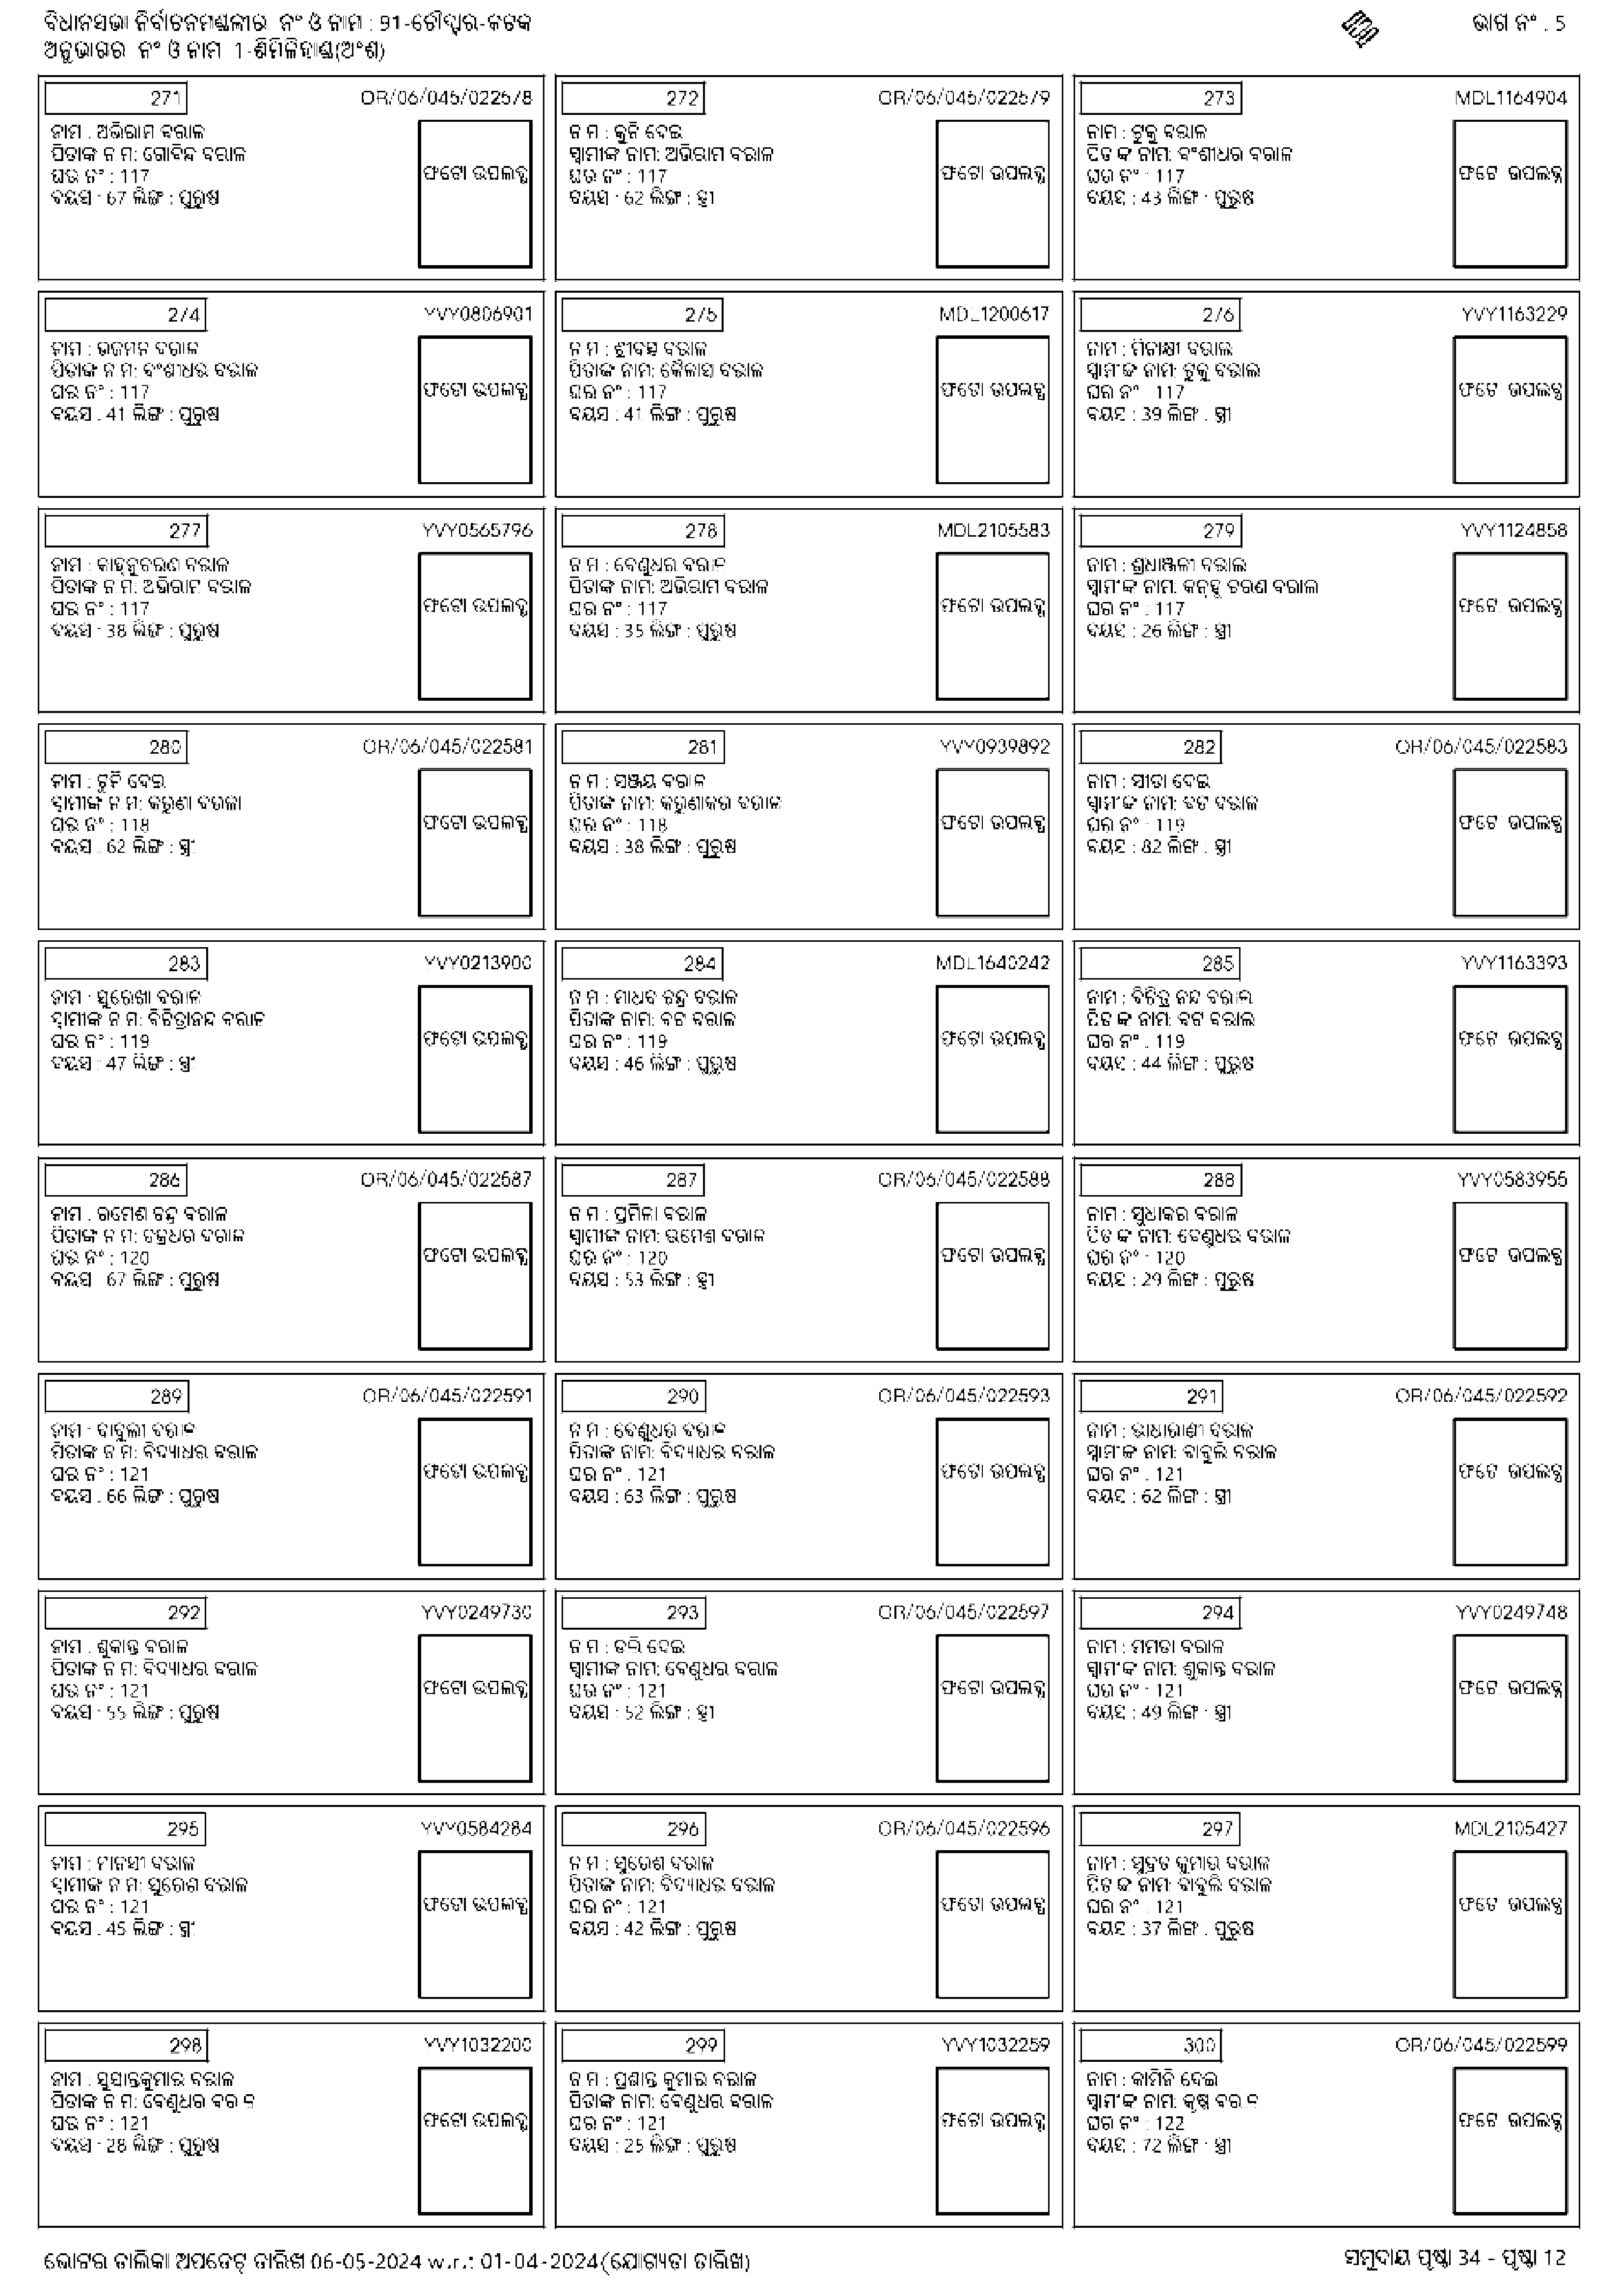 ବିଧାନସଭା ନିର୍ବାଚନମଣ୍ଡଳୀର ନଂ ଓ ନାମ : 91-ଚୌଦ୍ୱାର-କଟକ
ଭାଗ ନଂ : 5
ଅନୁଭାଗର ନଂ ଓ ନାମ 1-ଶିମିଳିହାଣ୍ଡା(ଅଂଶ)
271 OR/06/045/022578
ନାମ : ଅଭିରାମ ବରାଳ
ପିତାଙ୍କ ନାମ: ଗୋବିନ୍ଦ ବରାଳ
ଘର ନଂ : 117
ବୟସ : 67 ଲିଙ୍ଗ : ପୁରୁଷ
ଫଟୋ ଉପଲବ୍ଧ
272 OR/06/045/022579
ନାମ : କୁନି ଦେଇ
ସ୍ୱାମୀଙ୍କ ନାମ: ଅଭିରାମ ବରାଳ
ଘର ନଂ : 117
ବୟସ : 62 ଲିଙ୍ଗ : ସ୍ତ୍ରୀ
ଫଟୋ ଉପଲବ୍ଧ
273 MDL1164904
ନାମ : ଟୁକୁ ବରାଳ
ପିତାଙ୍କ ନାମ: ବଂଶୀଧର ବରାଳ
ଘର ନଂ : 117
ବୟସ : 43 ଲିଙ୍ଗ : ପୁରୁଷ
ଫଟୋ ଉପଲବ୍ଧ
274 YVY0806901
ନାମ : ଭଜମନ ବରାଳ
ପିତାଙ୍କ ନାମ: ବଂଶୀଧର ବରାଳ
ଘର ନଂ : 117
ବୟସ : 41 ଲିଙ୍ଗ : ପୁରୁଷ
ଫଟୋ ଉପଲବ୍ଧ
275 MDL1200617
ନାମ : ଶ୍ରୀବତ୍ସ ବରାଳ
ପିତାଙ୍କ ନାମ: କୈଳାସ ବରାଳ
ଘର ନଂ : 117
ବୟସ : 41 ଲିଙ୍ଗ : ପୁରୁଷ
ଫଟୋ ଉପଲବ୍ଧ
276 YVY1163229
ନାମ : ମିନାକ୍ଷୀ ବରାଲ
ସ୍ୱାମୀଙ୍କ ନାମ: ଟୁକୁ ବରାଲ
ଘର ନଂ : 117
ବୟସ : 39 ଲିଙ୍ଗ : ସ୍ତ୍ରୀ
ଫଟୋ ଉପଲବ୍ଧ
277 YVY0565796
ନାମ : କାହ୍ନୁଚରଣ ବରାଳ
ପିତାଙ୍କ ନାମ: ଅଭିରାମ ବରାଳ
ଘର ନଂ : 117
ବୟସ : 38 ଲିଙ୍ଗ : ପୁରୁଷ
ଫଟୋ ଉପଲବ୍ଧ
278 MDL2105583
ନାମ : ବେଣୁଧର ବରାଳ
ପିତାଙ୍କ ନାମ: ଅଭିରାମ ବରାଳ
ଘର ନଂ : 117
ବୟସ : 35 ଲିଙ୍ଗ : ପୁରୁଷ
ଫଟୋ ଉପଲବ୍ଧ
279 YVY1124858
ନାମ : ଶ୍ରଧାଞ୍ଜଳୀ ବରାଲ
ସ୍ୱାମୀଙ୍କ ନାମ: କାହ୍ନୁ ଚରଣ ବରାଲ
ଘର ନଂ : 117
ବୟସ : 26 ଲିଙ୍ଗ : ସ୍ତ୍ରୀ
ଫଟୋ ଉପଲବ୍ଧ
280 OR/06/045/022581
ନାମ : ଟୁନି ଦେଇ
ସ୍ୱାମୀଙ୍କ ନାମ: କରୁଣା ବରଳା
ଘର ନଂ : 118
ବୟସ : 62 ଲିଙ୍ଗ : ସ୍ତ୍ରୀ
ଫଟୋ ଉପଲବ୍ଧ
281 YVY0939892
ନାମ : ସଞ୍ଜୟ ବରାଳ
ପିତାଙ୍କ ନାମ: କରୁଣାକର ବରାଳ
ଘର ନଂ : 118
ବୟସ : 38 ଲିଙ୍ଗ : ପୁରୁଷ
ଫଟୋ ଉପଲବ୍ଧ
282 OR/06/045/022583
ନାମ : ସୀତା ଦେଇ
ସ୍ୱାମୀଙ୍କ ନାମ: ବଟ ବରାଳ
ଘର ନଂ : 119
ବୟସ : 82 ଲିଙ୍ଗ : ସ୍ତ୍ରୀ
ଫଟୋ ଉପଲବ୍ଧ
283 YVY0213900
ନାମ : ସୁରେଖା ବରାଳ
ସ୍ୱାମୀଙ୍କ ନାମ: ବିଚିତ୍ରାନନ୍ଦ ବରାଳ
ଘର ନଂ : 119
ବୟସ : 47 ଲିଙ୍ଗ : ସ୍ତ୍ରୀ
ଫଟୋ ଉପଲବ୍ଧ
284 MDL1640242
ନାମ : ମାଧବ ଚନ୍ଦ୍ର ବରାଳ
ପିତାଙ୍କ ନାମ: ବଟ ବରାଳ
ଘର ନଂ : 119
ବୟସ : 46 ଲିଙ୍ଗ : ପୁରୁଷ
ଫଟୋ ଉପଲବ୍ଧ
285 YVY1163393
ନାମ : ବିଚିତ୍ର ନନ୍ଦ ବରାଲ
ପିତାଙ୍କ ନାମ: ବଟ ବରାଲ
ଘର ନଂ : 119
ବୟସ : 44 ଲିଙ୍ଗ : ପୁରୁଷ
ଫଟୋ ଉପଲବ୍ଧ
286 OR/06/045/022587
ନାମ : ରମେଶ ଚନ୍ଦ୍ର ବରାଳ
ପିତାଙ୍କ ନାମ: ଚକ୍ରଧର ବରାଳ
ଘର ନଂ : 120
ବୟସ : 67 ଲିଙ୍ଗ : ପୁରୁଷ
ଫଟୋ ଉପଲବ୍ଧ
287 OR/06/045/022588
ନାମ : ପ୍ରମିଳା ବରାଳ
ସ୍ୱାମୀଙ୍କ ନାମ: ରମେଶ ବରାଳ
ଘର ନଂ : 120
ବୟସ : 53 ଲିଙ୍ଗ : ସ୍ତ୍ରୀ
ଫଟୋ ଉପଲବ୍ଧ
288 YVY0583955
ନାମ : ସୁଧାକର ବରାଳ
ପିତାଙ୍କ ନାମ: ବେଣୁଧର ବରାଳ
ଘର ନଂ : 120
ବୟସ : 29 ଲିଙ୍ଗ : ପୁରୁଷ
ଫଟୋ ଉପଲବ୍ଧ
289 OR/06/045/022591
ନାମ : ବାବୁଲୀ ବରାଳ
ପିତାଙ୍କ ନାମ: ବିଦ୍ୟାଧର ବରାଳ
ଘର ନଂ : 121
ବୟସ : 66 ଲିଙ୍ଗ : ପୁରୁଷ
ଫଟୋ ଉପଲବ୍ଧ
290 OR/06/045/022593
ନାମ : ବେଣୁଧର ବରାଳ
ପିତାଙ୍କ ନାମ: ବିଦ୍ୟାଧର ବରାଳ
ଘର ନଂ : 121
ବୟସ : 63 ଲିଙ୍ଗ : ପୁରୁଷ
ଫଟୋ ଉପଲବ୍ଧ
291 OR/06/045/022592
ନାମ : ରାଧାରାଣୀ ବରାଳ
ସ୍ୱାମୀଙ୍କ ନାମ: ବାବୁଲି ବରାଳ
ଘର ନଂ : 121
ବୟସ : 62 ଲିଙ୍ଗ : ସ୍ତ୍ରୀ
ଫଟୋ ଉପଲବ୍ଧ
292 YVY0249730
ନାମ : ଶୁକାନ୍ତ ବରାଳ
ପିତାଙ୍କ ନାମ: ବିଦ୍ୟାଧର ବରାଳ
ଘର ନଂ : 121
ବୟସ : 55 ଲିଙ୍ଗ : ପୁରୁଷ
ଫଟୋ ଉପଲବ୍ଧ
293 OR/06/045/022597
ନାମ : ଡଲି ଦେଇ
ସ୍ୱାମୀଙ୍କ ନାମ: ବେଣୁଧର ବରାଳ
ଘର ନଂ : 121
ବୟସ : 52 ଲିଙ୍ଗ : ସ୍ତ୍ରୀ
ଫଟୋ ଉପଲବ୍ଧ
294 YVY0249748
ନାମ : ମମତା ବରାଳ
ସ୍ୱାମୀଙ୍କ ନାମ: ଶୁକାନ୍ତ ବରାଳ
ଘର ନଂ : 121
ବୟସ : 49 ଲିଙ୍ଗ : ସ୍ତ୍ରୀ
ଫଟୋ ଉପଲବ୍ଧ
295 YVY0584284
ନାମ : ମାନସୀ ବରାଳ
ସ୍ୱାମୀଙ୍କ ନାମ: ସୁରେଶ ବରାଳ
ଘର ନଂ : 121
ବୟସ : 45 ଲିଙ୍ଗ : ସ୍ତ୍ରୀ
ଫଟୋ ଉପଲବ୍ଧ
296 OR/06/045/022596
ନାମ : ସୁରେଶ ବରାଳ
ପିତାଙ୍କ ନାମ: ବିଦ୍ୟାଧର ବରାଳ
ଘର ନଂ : 121
ବୟସ : 42 ଲିଙ୍ଗ : ପୁରୁଷ
ଫଟୋ ଉପଲବ୍ଧ
297 MDL2105427
ନାମ : ସୁବ୍ରତ କୁମାର ବରାଳ
ପିତାଙ୍କ ନାମ: ବାବୁଲି ବରାଳ
ଘର ନଂ : 121
ବୟସ : 37 ଲିଙ୍ଗ : ପୁରୁଷ
ଫଟୋ ଉପଲବ୍ଧ
298 YVY1032200
ନାମ : ସୁସାନ୍ତକୁମାର ବରାଳ
ପିତାଙ୍କ ନାମ: ବେଣୁଧର ବରାଳ
ଘର ନଂ : 121
ବୟସ : 28 ଲିଙ୍ଗ : ପୁରୁଷ
ଫଟୋ ଉପଲବ୍ଧ
299 YVY1032259
ନାମ : ପ୍ରଶାନ୍ତ କୁମାର ବରାଳ
ପିତାଙ୍କ ନାମ: ବେଣୁଧର ବରାଳ
ଘର ନଂ : 121
ବୟସ : 25 ଲିଙ୍ଗ : ପୁରୁଷ
ଫଟୋ ଉପଲବ୍ଧ
300 OR/06/045/022599
ନାମ : କାମିନି ଦେଇ
ସ୍ୱାମୀଙ୍କ ନାମ: କୃଷ୍ଣ ବରାଳ
ଘର ନଂ : 122
ବୟସ : 72 ଲିଙ୍ଗ : ସ୍ତ୍ରୀ
ଫଟୋ ଉପଲବ୍ଧ
ଭୋଟର ତାଲିକା ଅପଡେଟ୍ ତାରିଖ 06-05-2024 w.r.: 01-04-2024(ଯୋଗ୍ୟତା ତାରିଖ)
ସମୁଦାୟ ପୃଷ୍ଠା 34 - ପୃଷ୍ଠା 12